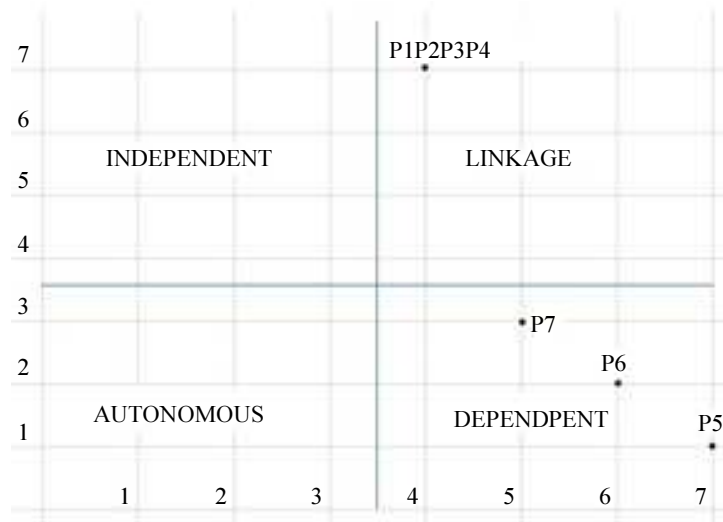 7
P1P2P3P4
6
INDEPENDENT
LINKAGE
5
4
3
P7
2
P6
AUTONOMOUS
DEPENDPENT
P5
1
1 2 3 4 5 6 7